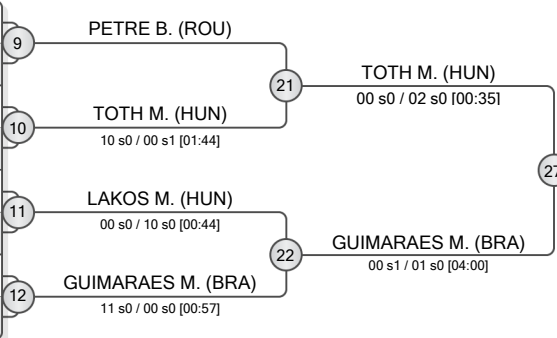 PETRE B. (ROU)
9
21
TOTH M. (HUN)
00 s0 / 02 s0 [00:35]
TOTH M. (HUN)
10
10 s0 / 00 s1 [01:44]
27
LAKOS M. (HUN)
11
00 s0 / 10 s0 [00:44]
22
GUIMARAES M. (BRA)
00 s1 / 01 s0 [04:00]
GUIMARAES M. (BRA)
12
11 s0 / 00 s0 [00:57]